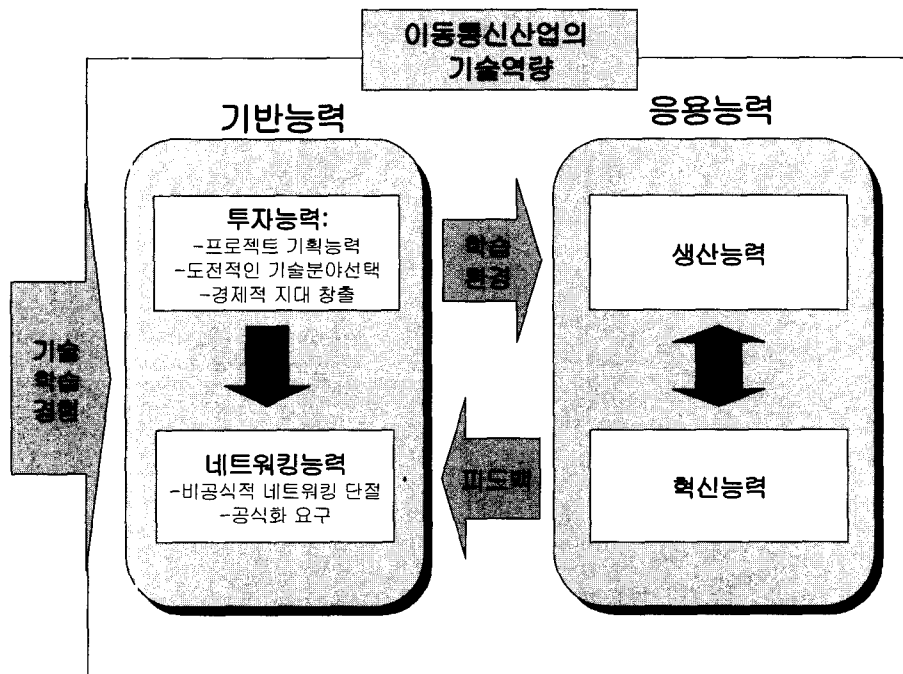 이동통신산업의
기술역량
기반능력
응용능력
투자능력:
-프로젝트 기획능력
-도전적인 기술분야선택
-경제적 지대 창출
학습
환경
생산능력
기술
학습
경험
네트워킹능력
-비공식적 네트워킹 단절
-공식화 요구
피드백
혁신능력